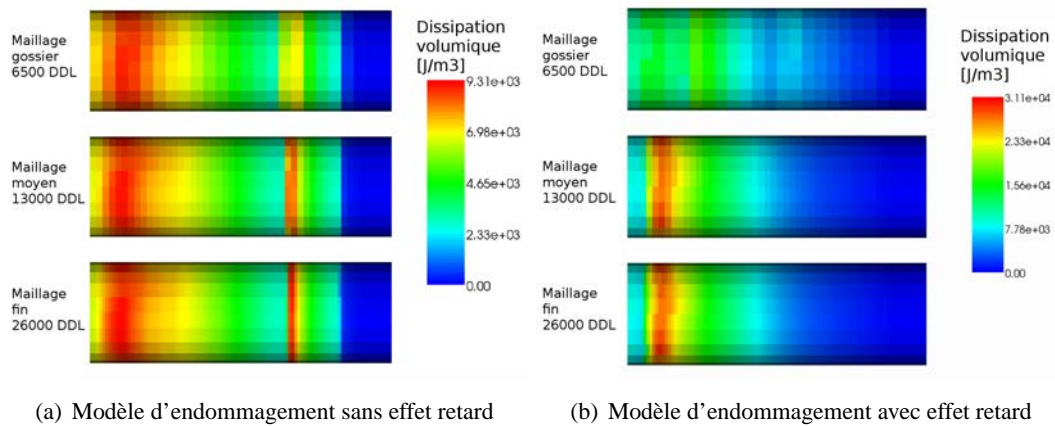 Maillage
gossier
6500 DDL
Maillage
moyen
13000 DDL
Maillage
fin
26000 DDL
Dissipation
volumique
[J/m3]
9.31e+03
6.98e+03
4.65e+03
2.33e+03
0.00
(a) Modèle d'endommagement sans effet retard
Maillage
gossier
6500 DDL
Maillage
moyen
13000 DDL
Maillage
fin
26000 DDL
Dissipation
volumique
[J/m3]
3.11e+04
2.33e+04
1.56e+04
7.78e+03
0.00
(b) Modèle d'endommagement avec effet retard